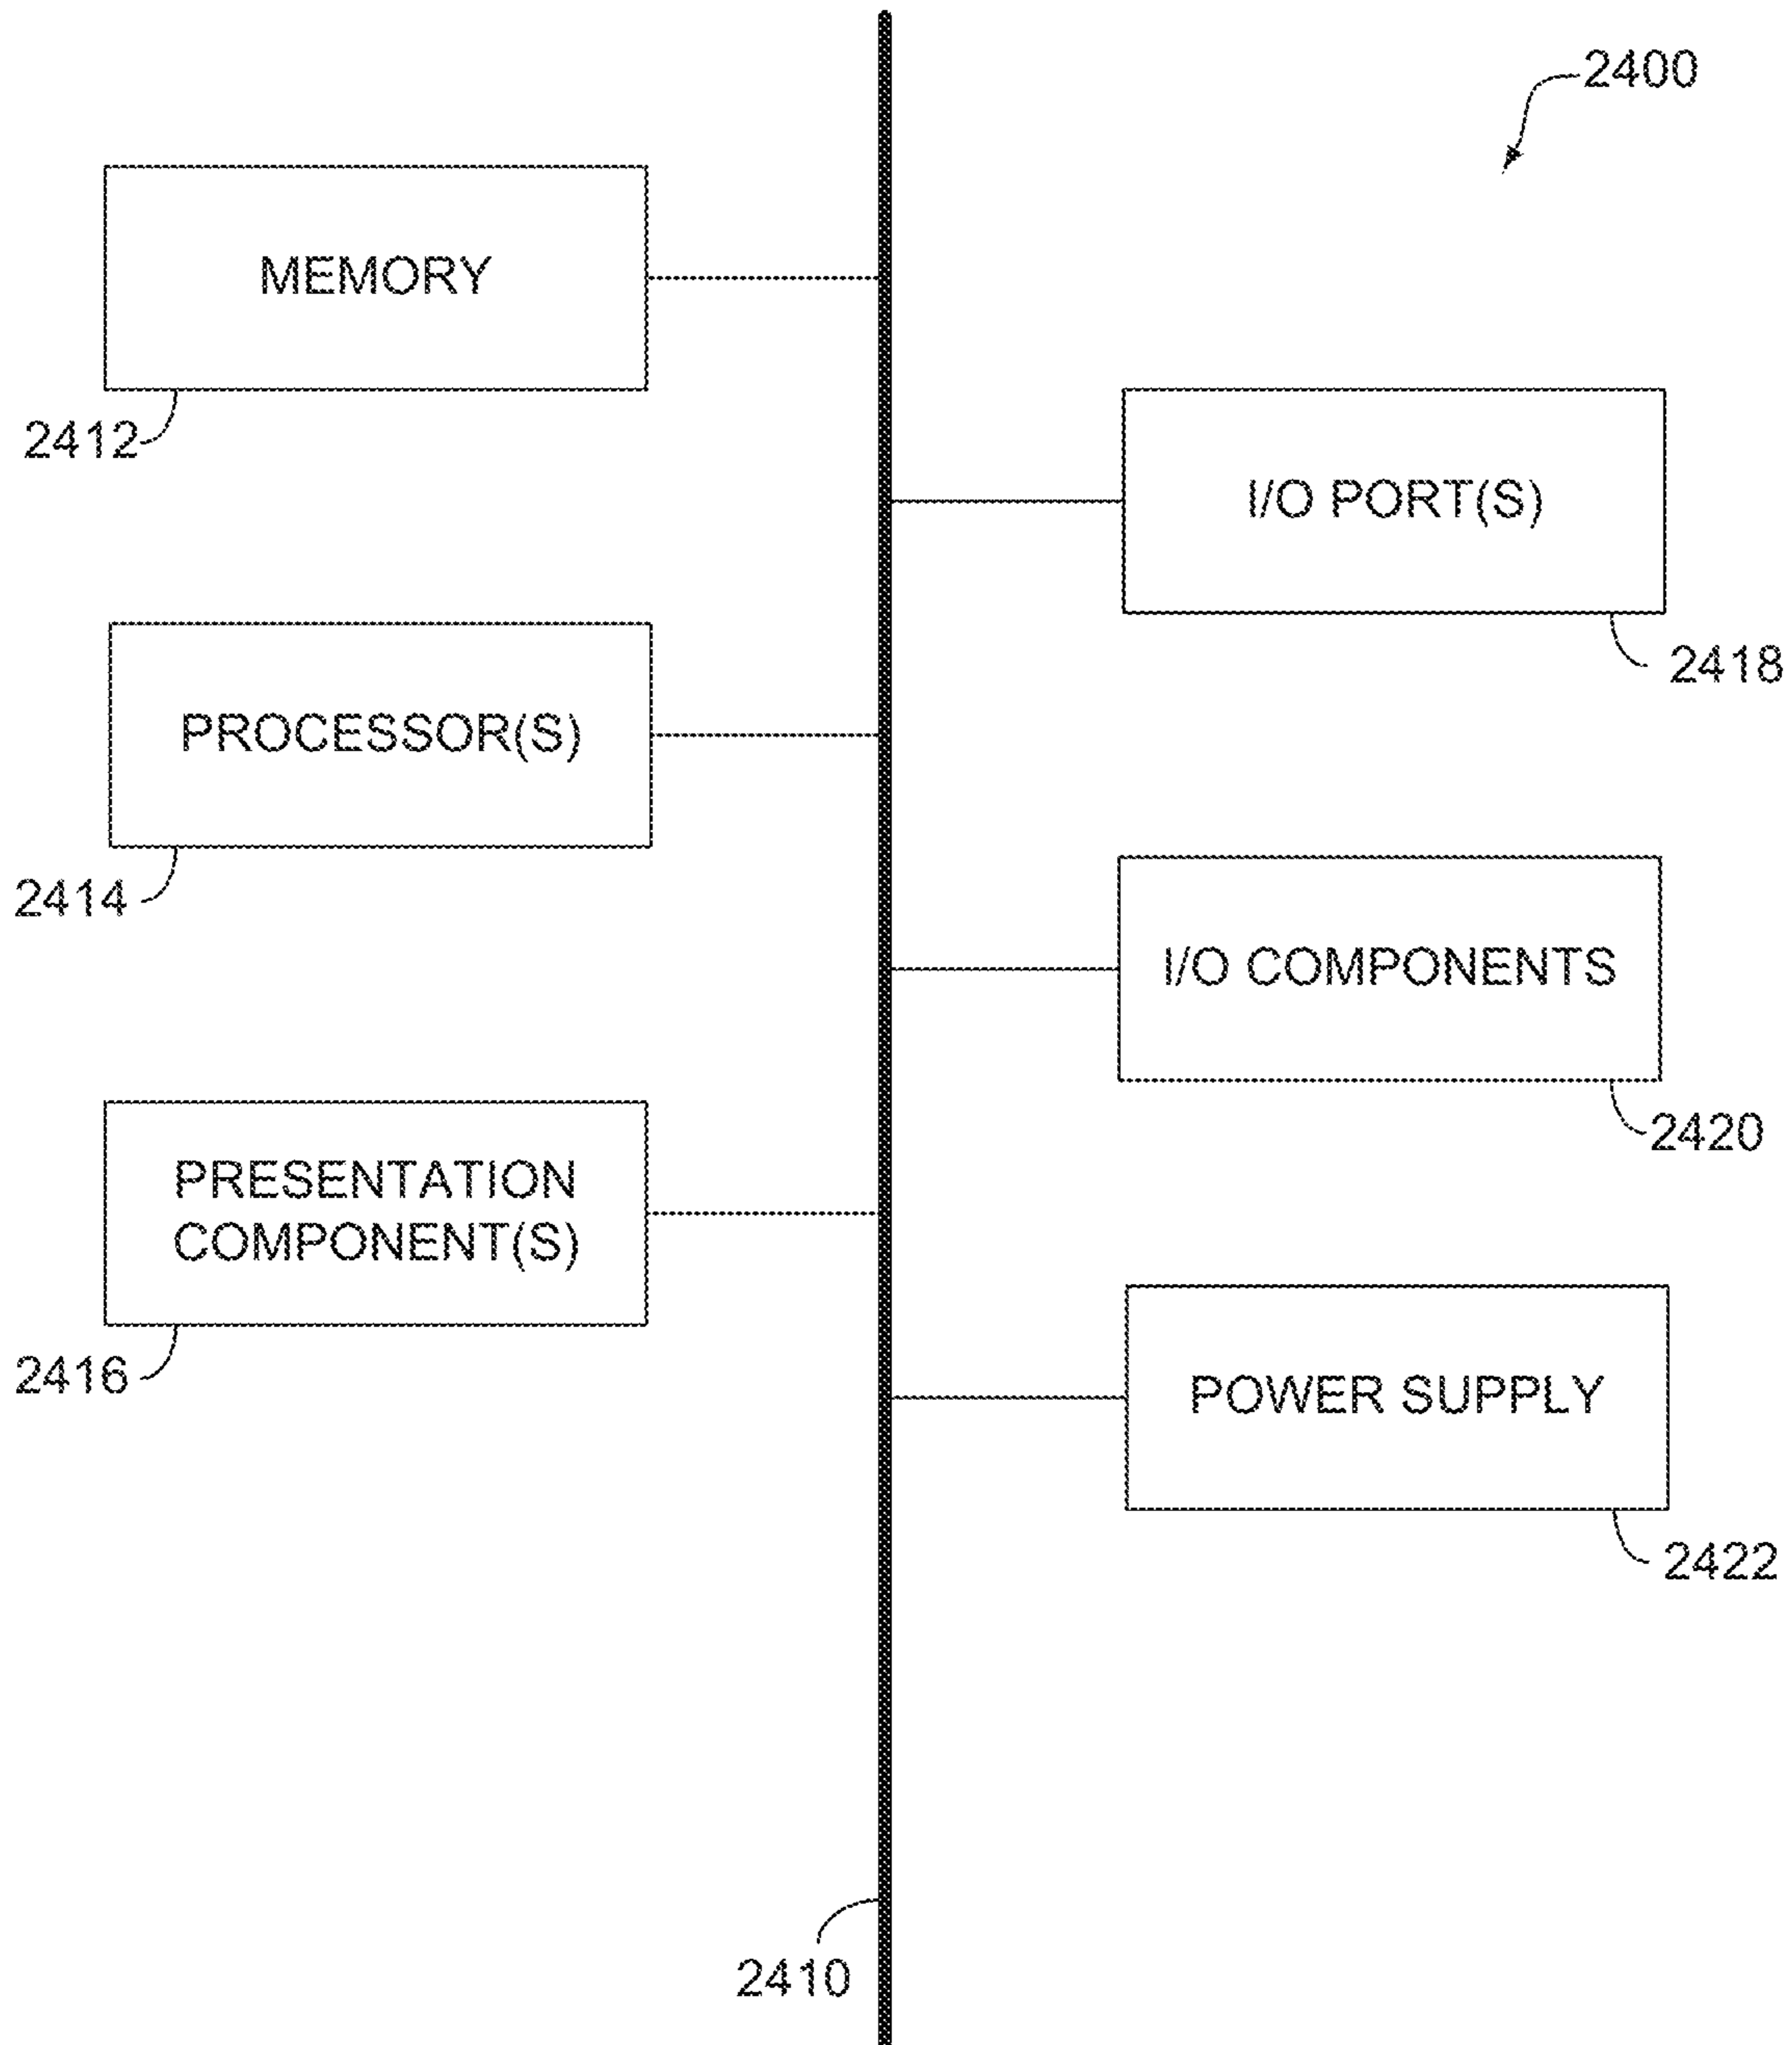 2400
MEMORY
2412
I/O PORT(S)
2418
PROCESSOR(S)
2414
I/O COMPONENTS
2420
PRESENTATION
COMPONENT(S)
2416
POWER SUPPLY
2422
2410